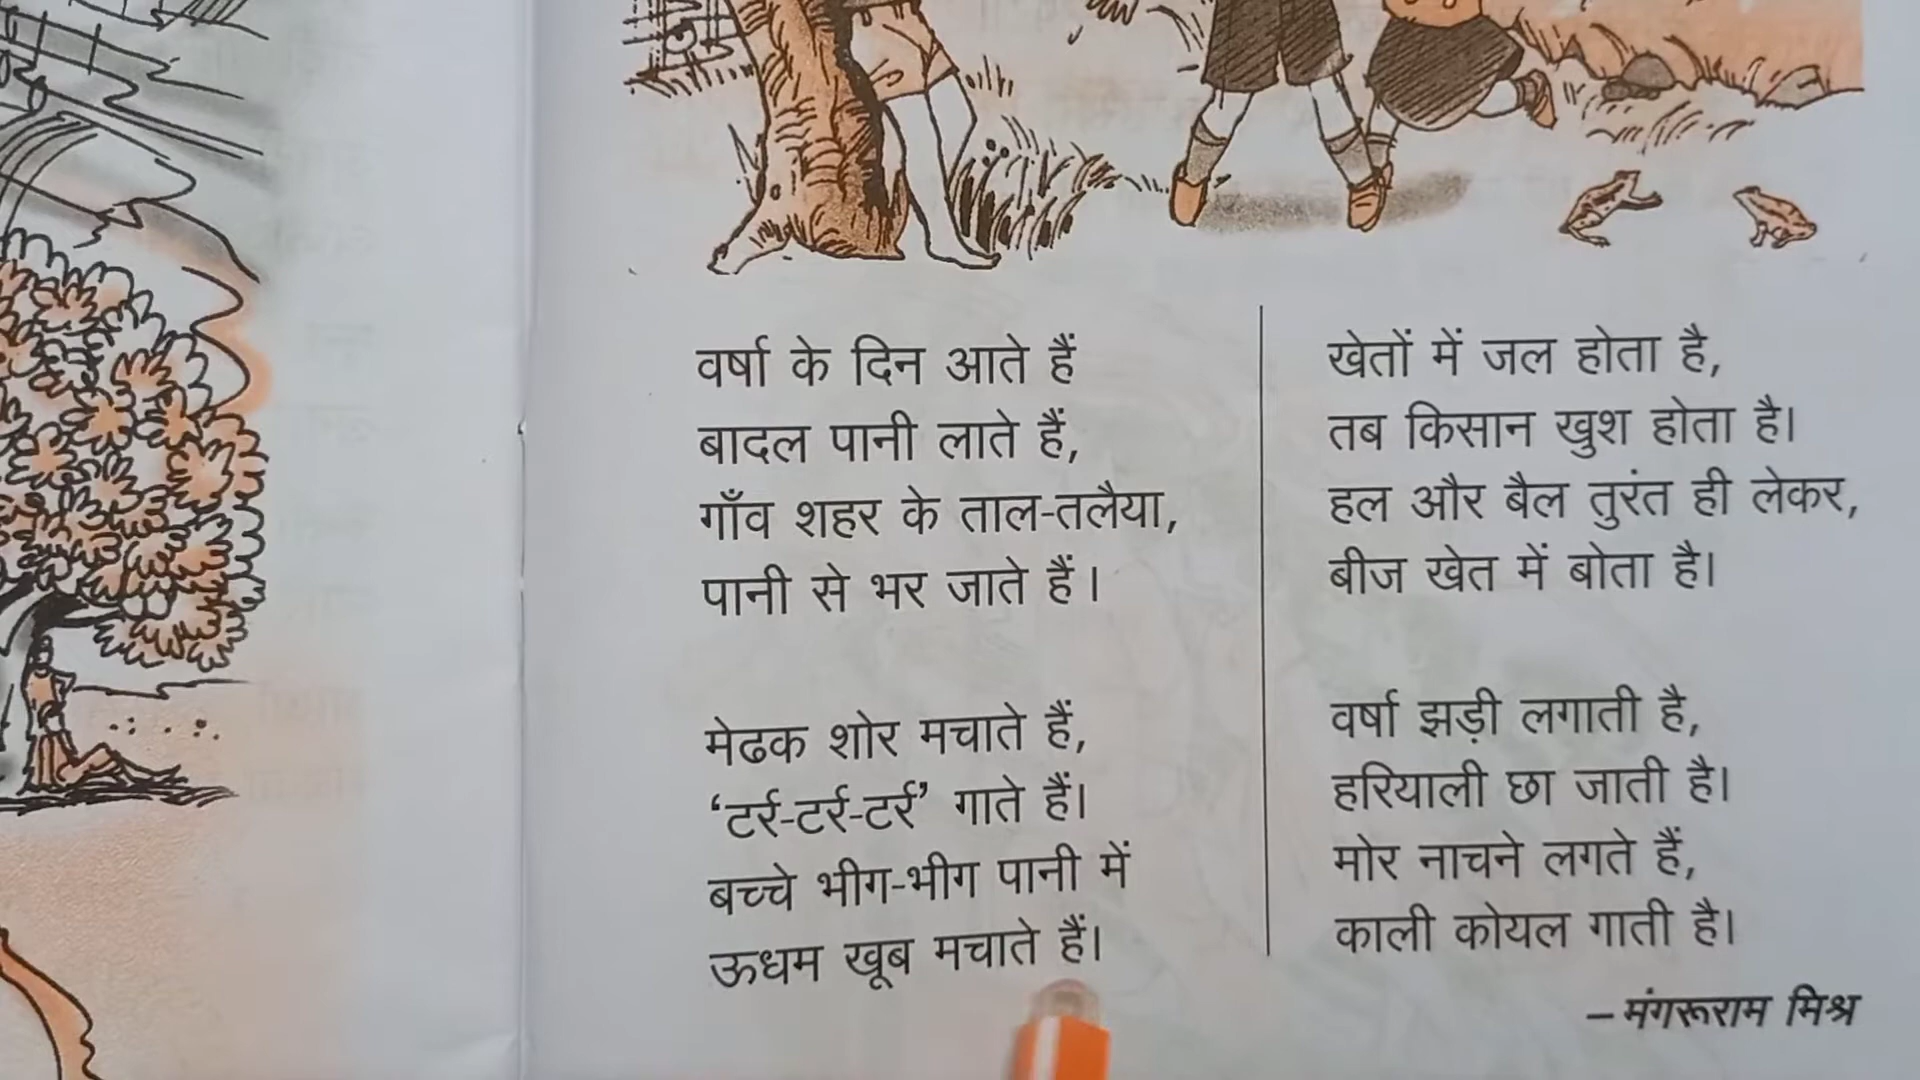 वर्षा के दिन आते हैं
बादल पानी लाते हैं,
गाँव शहर के ताल-तलैया,
पानी से भर जाते हैं।
मेढक शोर मचाते हैं,
‘टर्र-टर्र-टर्र’ गाते हैं।
बच्चे भीग-भीग पानी में
ऊधम खूब मचाते हैं।
खेतों में जल होता है,
तब किसान खुश होता है।
हल और बैल तुरंत ही लेकर,
बीज खेत में बोता है।
वर्षा झड़ी लगाती है,
हरियाली छा जाती है।
मोर नाचने लगते हैं,
काली कोयल गाती है।
–मंगरूराम मिश्र